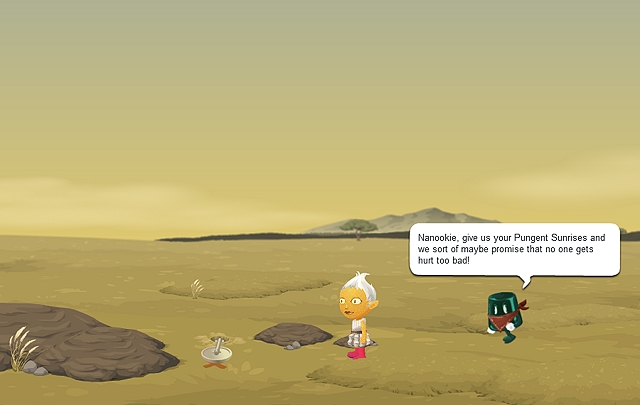 Nanookie, give us your Pungent Sunrises and
we sort of maybe promise that no one gets
hurt too bad!